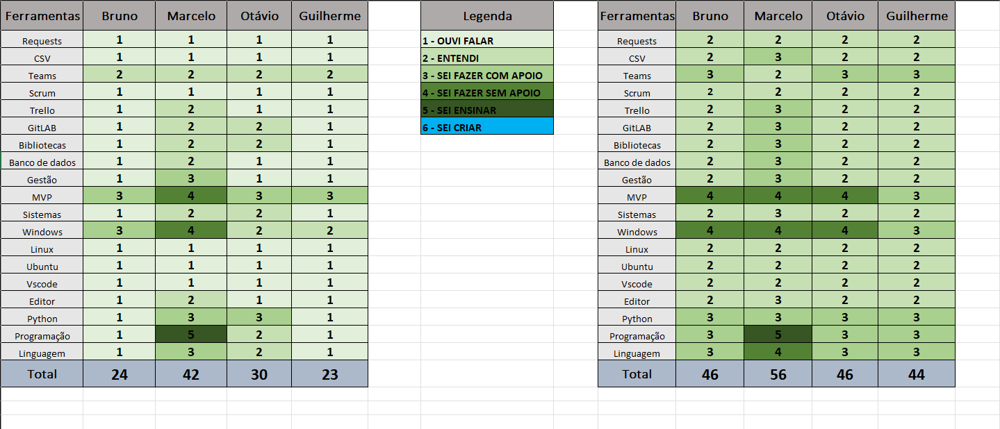 Ferramentas Bruno Marcelo Otávio Guilherme Legenda Ferramentas Bruno Marcelo Otávio Guilherme
Requests 1 1 1 1 1 - OUVI FALAR Requests 2 2 2 2
CSV 1 1 1 1 2 - ENTENDI CSV 2 3 2 2
Teams 2 2 2 2 3 - SEI FAZER COM APOIO Teams 3 2 3 3
Scrum 1 1 1 1 4 - SEI FAZER SEM APOIO Scrum 2 2 2 2
Trello 1 2 1 1 5 - SEI ENSINAR Trello 2 3 2 2
GitLAB 1 2 2 1 6 - SEI CRIAR GitLAB 2 3 2 2
Bibliotecas 1 2 2 1 Bibliotecas 2 3 2 2
Banco de dados 1 2 1 1 Banco de dados 2 3 2 2
Gestão 1 3 1 1 Gestão 2 3 2 2
MVP 3 4 3 3 MVP 4 4 4 3
Sistemas 1 2 2 1 Sistemas 2 3 2 2
Windows 3 4 2 2 Windows 4 4 4 3
Linux 1 1 1 1 Linux 2 2 2 2
Ubuntu 1 1 1 1 Ubuntu 2 2 2 2
Vscode 1 1 1 1 Vscode 2 2 2 2
Editor 1 2 1 1 Editor 2 3 2 2
Python 1 3 3 1 Python 3 3 3 3
Programação 1 5 2 1 Programação 3 5 3 3
Linguagem 1 3 2 1 Linguagem 3 4 3 3
Total 24 42 30 23 Total 46 56 46 44